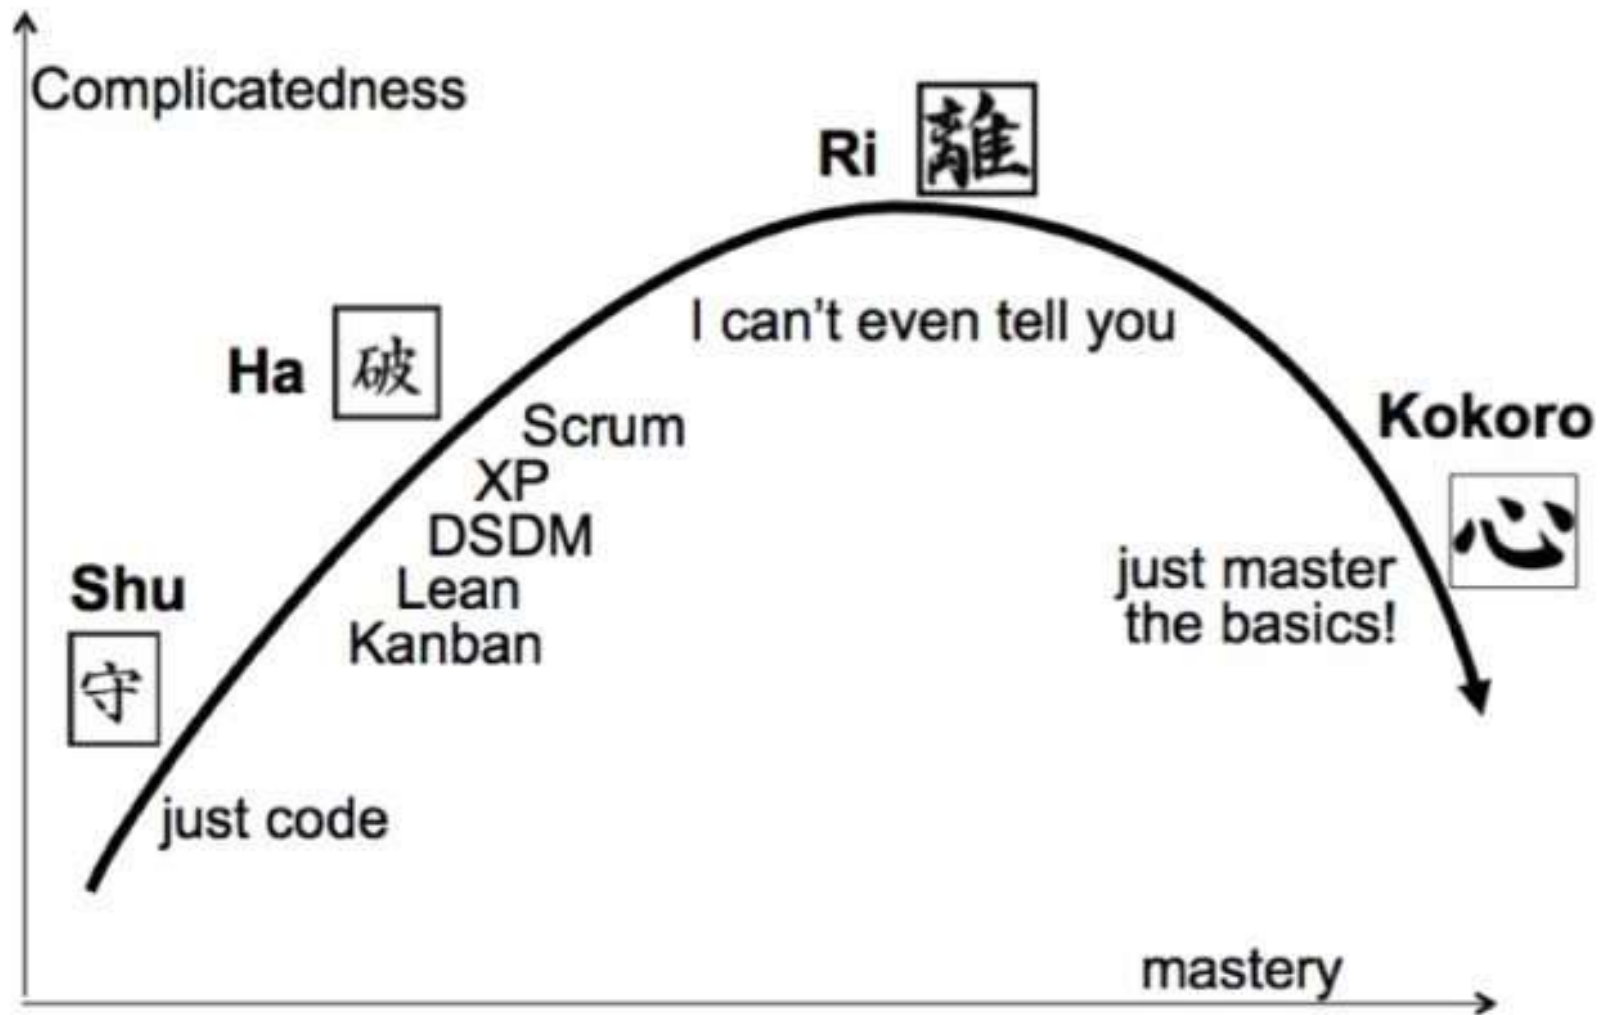 Complicatedness
Ri 離
I can't even tell you
Ha 破
Kokoro
心
Scrum
XP
DSDM
Lean
Kanban
just master
the basics!
Shu
守
just code
mastery